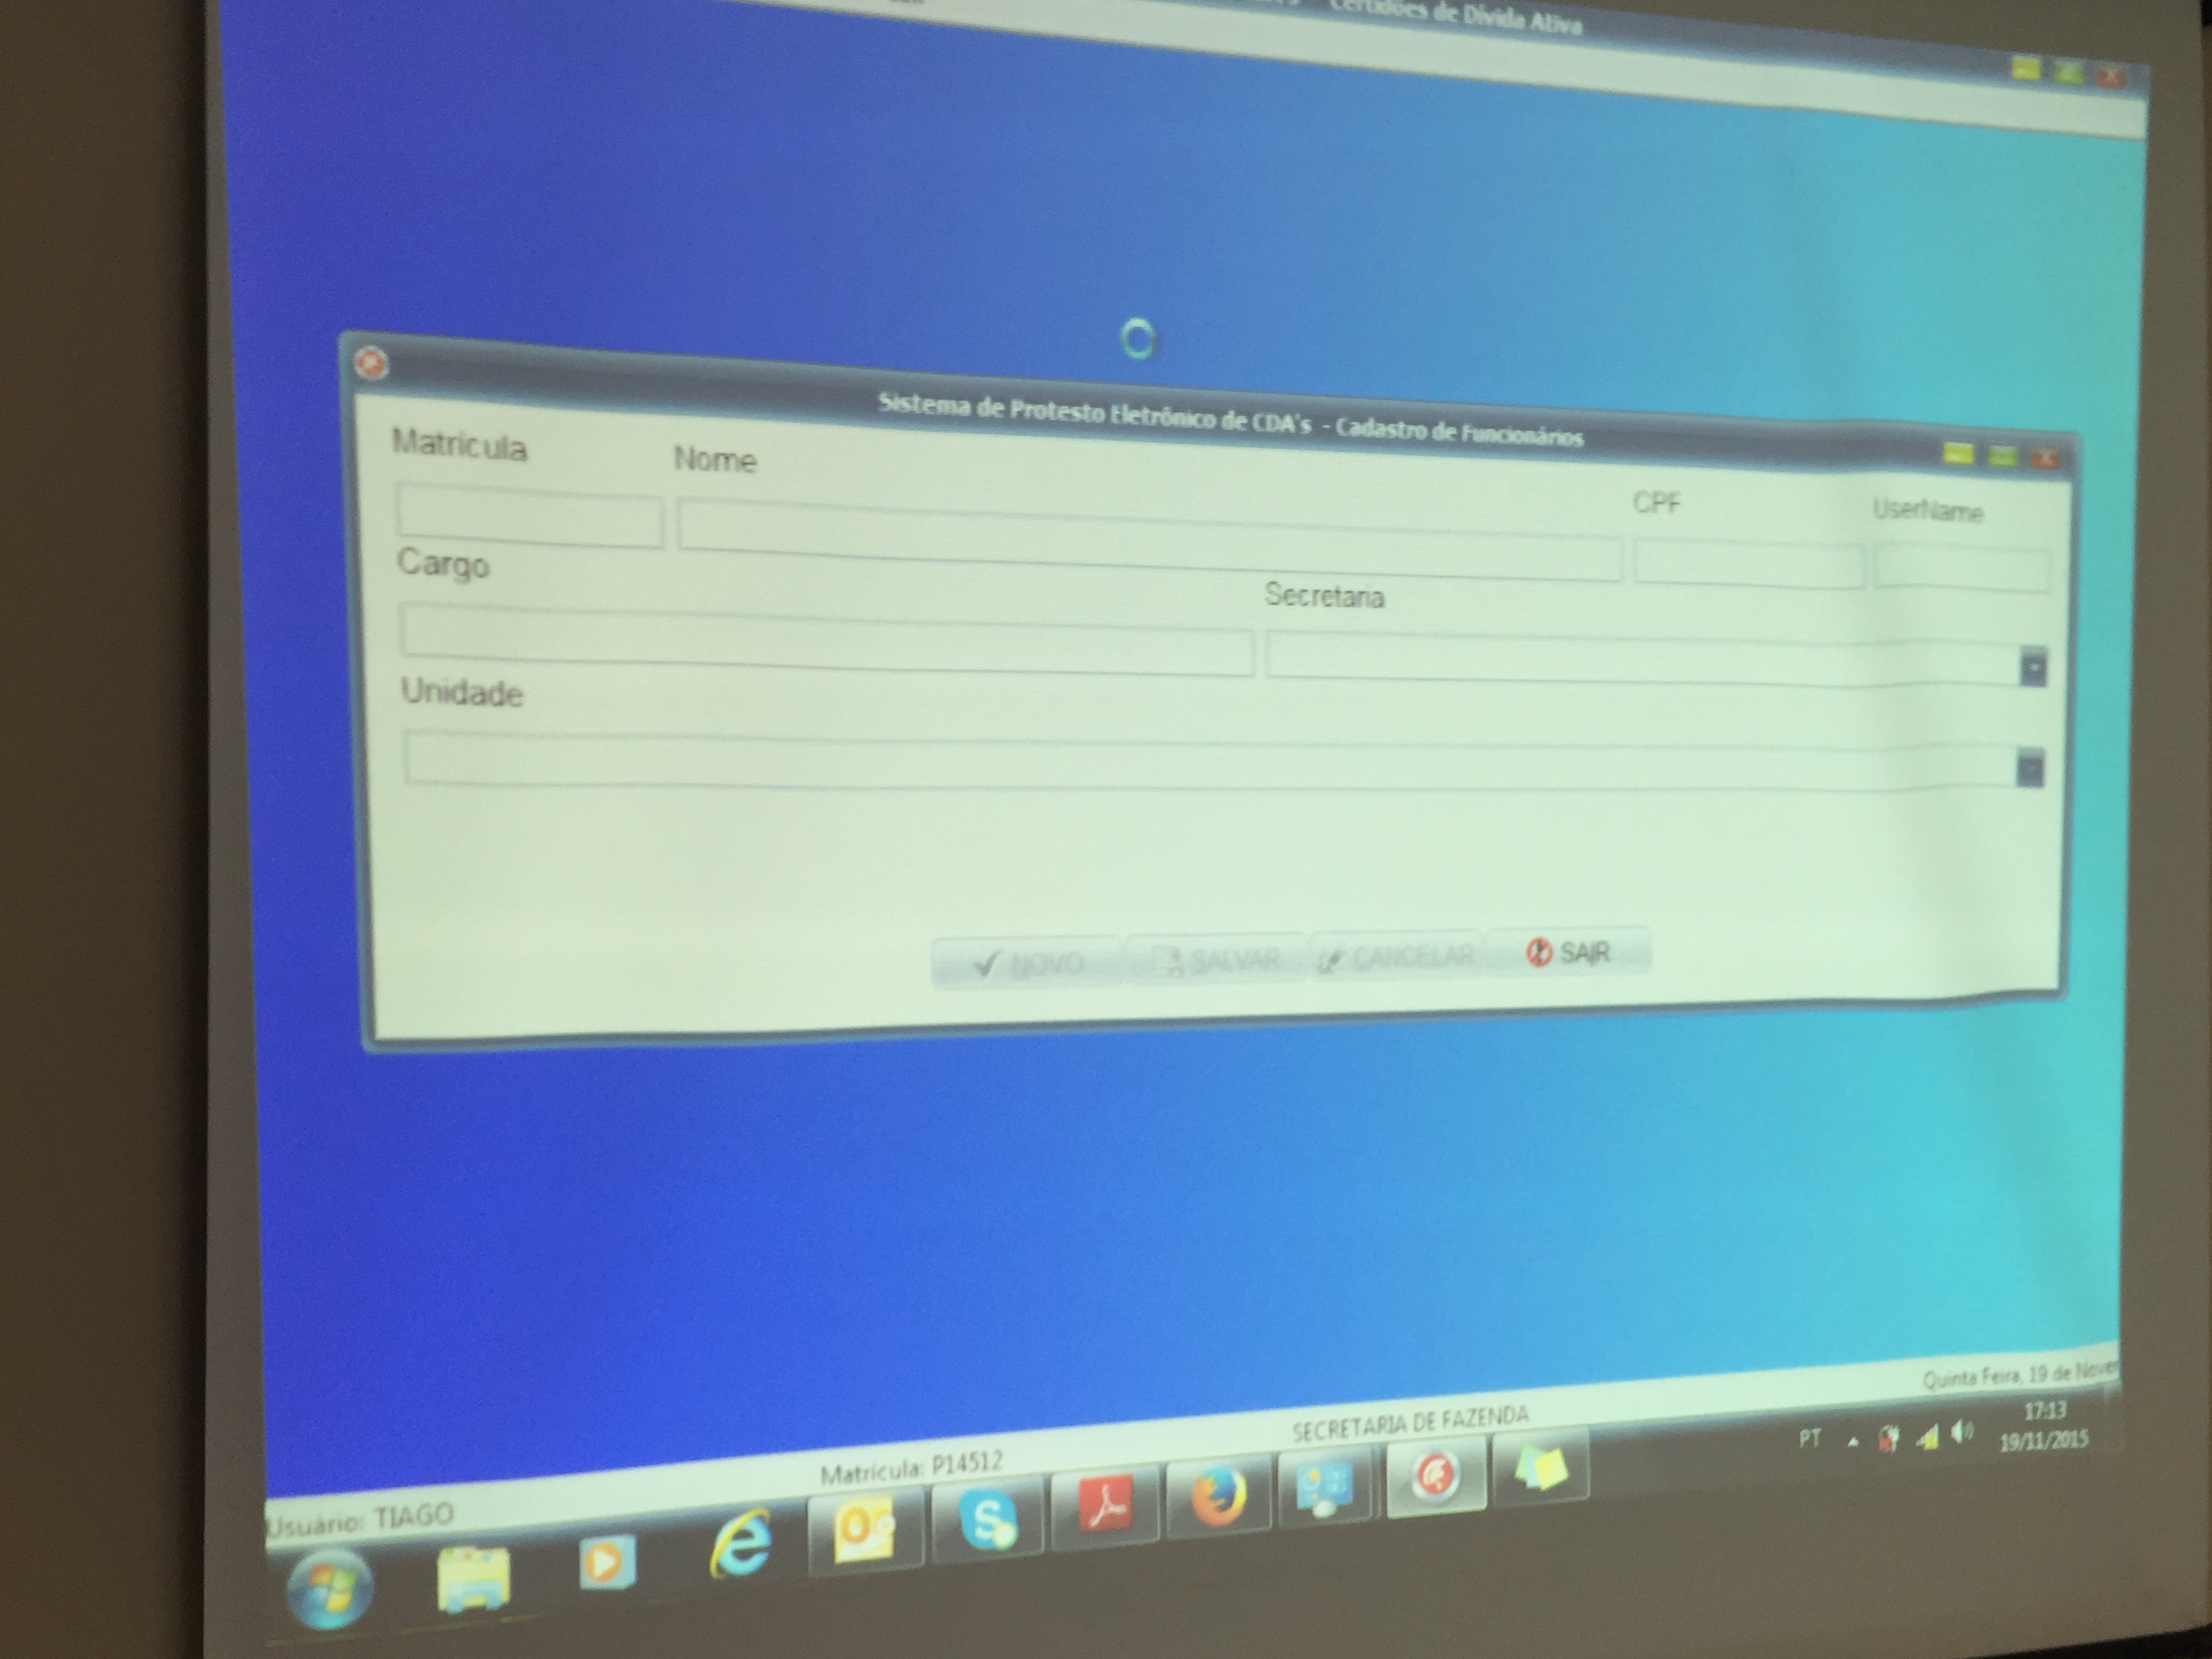 Certidões de Dívida Ativa
Sistema de Protesto Eletrônico de CDA's - Cadastro de Funcionários
Matricula Nome CPF UserName
Cargo Secretaria
Unidade
NOVO SALVAR CANCELAR SAIR
Quinta Feira, 19 de Nove
Usuário: TIAGO Matricula: P14512 SECRETARIA DE FAZENDA
PT 17:13
19/11/2015